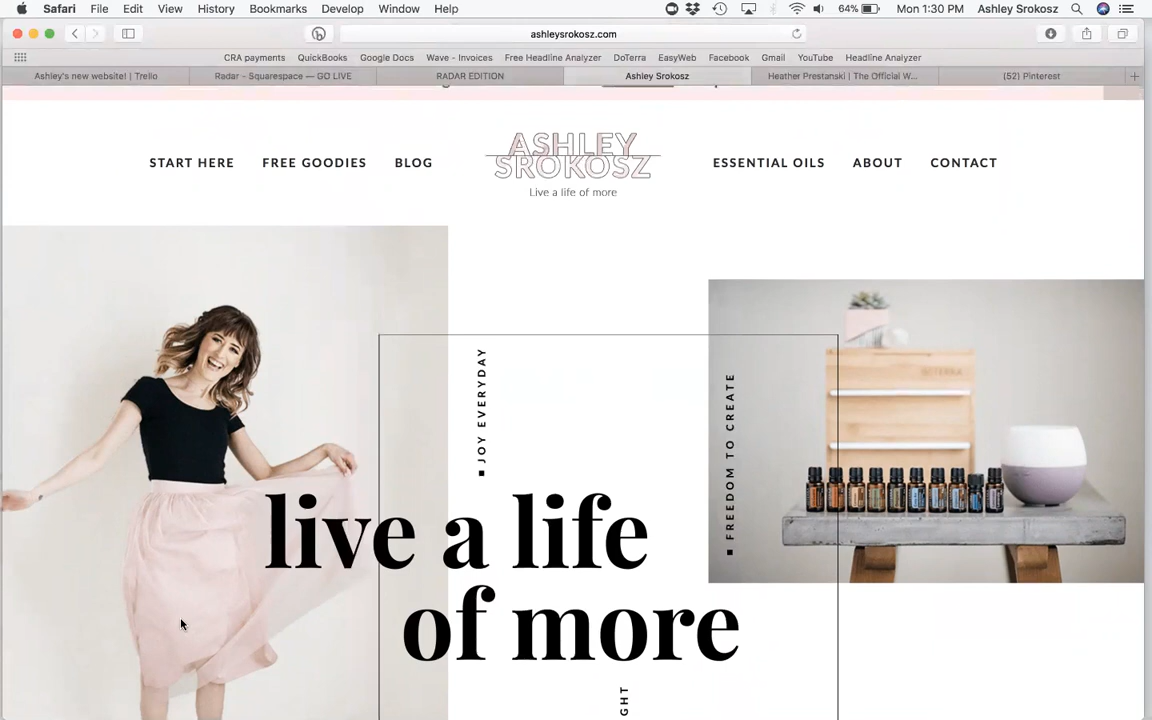 Safari File Edit View History Bookmarks Develop Window Help 64% Mon 1:30 PM Ashley Srokosz
ashleysrokosz.com
CRA payments QuickBooks Google Docs Wave - Invoices Free Headline Analyzer DoTerra EasyWeb Facebook Gmail YouTube Headline Analyzer
Ashley's new website! | Trello Radar - Squarespace — GO LIVE RADAR EDITION Ashley Srokosz Heather Prestanski | The Official W... (52) Pinterest
START HERE FREE GOODIES BLOG
ASHLEY
SROKOSZ
Live a life of more
ESSENTIAL OILS ABOUT CONTACT
JOY EVERYDAY
FREEDOM TO CREATE
live a life
of more
GHT